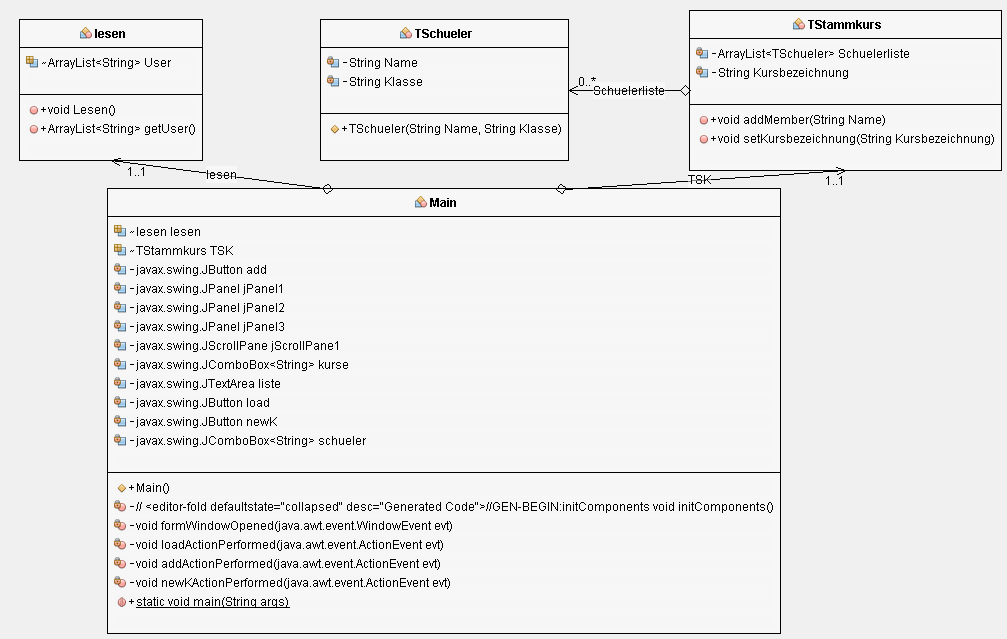 lesen
~ArrayList<String> User
+void Lesen()
+ArrayList<String> getUser()
TSchueler
-String Name
-String Klasse
+TSchueler(String Name, String Klasse)
0..*
Schuelerliste
TStammkurs
-ArrayList<TSchueler> Schuelerliste
-String Kursbezeichnung
+void addMember(String Name)
+void setKursbezeichnung(String Kursbezeichnung)
1..1
lesen
TSK
1..1
Main
~lesen lesen
~TStammkurs TSK
-javax.swing.JButton add
-javax.swing.JPanel jPanel1
-javax.swing.JPanel jPanel2
-javax.swing.JPanel jPanel3
-javax.swing.JScrollPane jScrollPane1
-javax.swing.JComboBox<String> kurse
-javax.swing.JTextArea liste
-javax.swing.JButton load
-javax.swing.JButton newK
-javax.swing.JComboBox<String> schueler
+Main()
-// <editor-fold defaultstate="collapsed" desc="Generated Code">//GEN-BEGIN:initComponents void initComponents()
-void formWindowOpened(java.awt.event.WindowEvent evt)
-void loadActionPerformed(java.awt.event.ActionEvent evt)
-void addActionPerformed(java.awt.event.ActionEvent evt)
-void newKActionPerformed(java.awt.event.ActionEvent evt)
+static void main(String args)